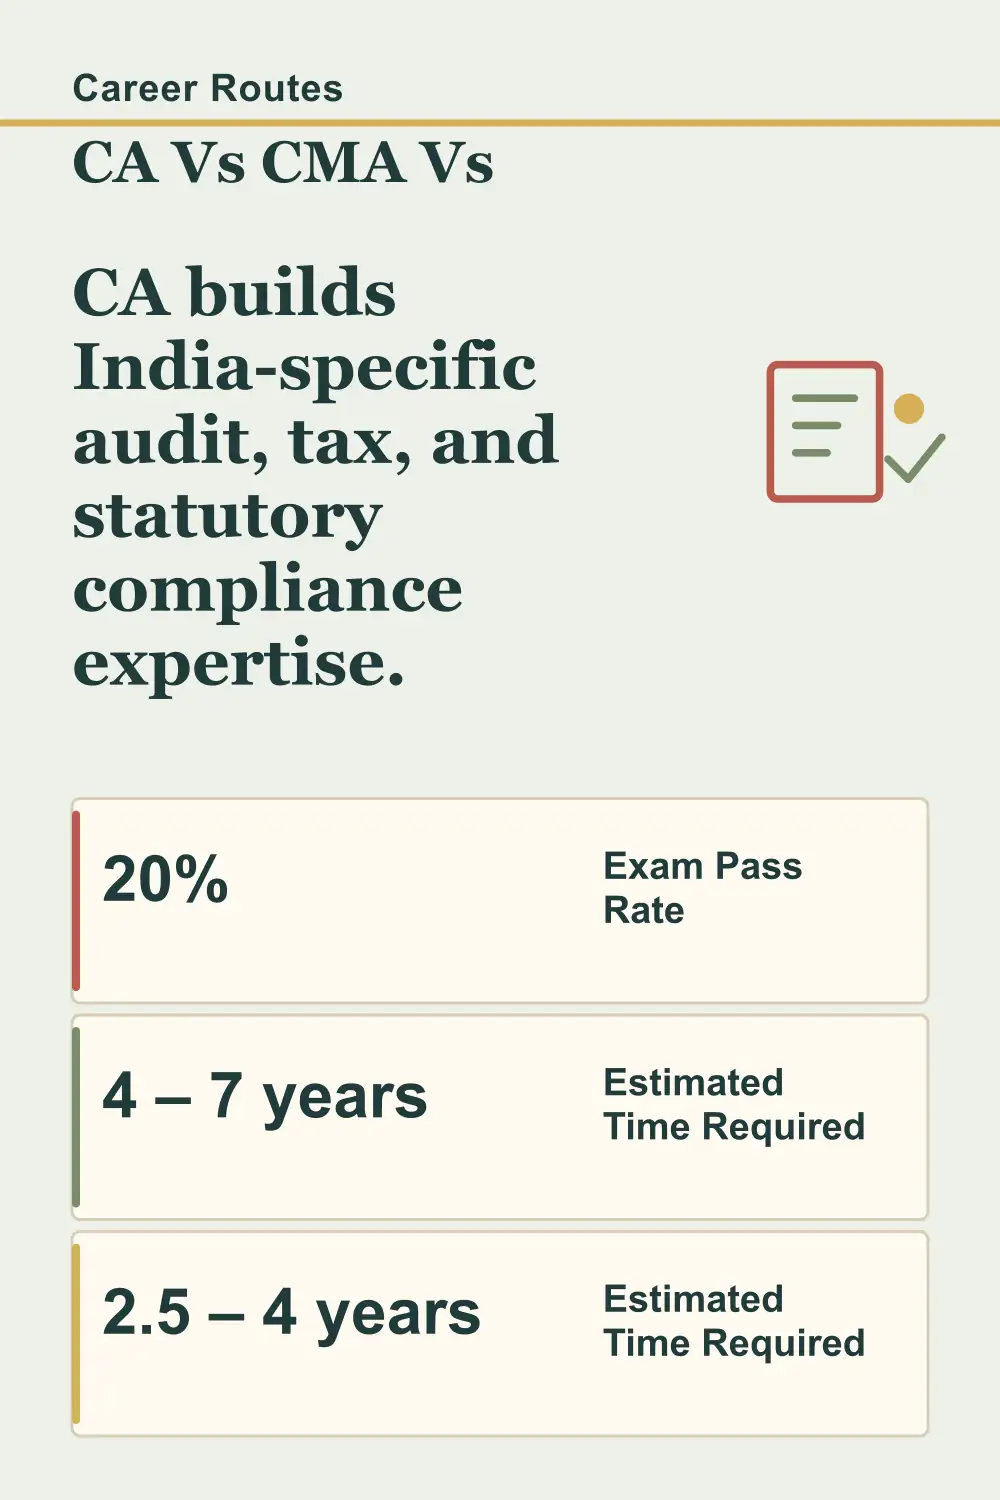 Career Routes
CA Vs CMA Vs
CA builds
India-specific
audit, tax, and
statutory
compliance
expertise.
20%
Exam Pass
Rate
4 – 7 years
Estimated
Time Required
2.5 – 4 years
Estimated
Time Required